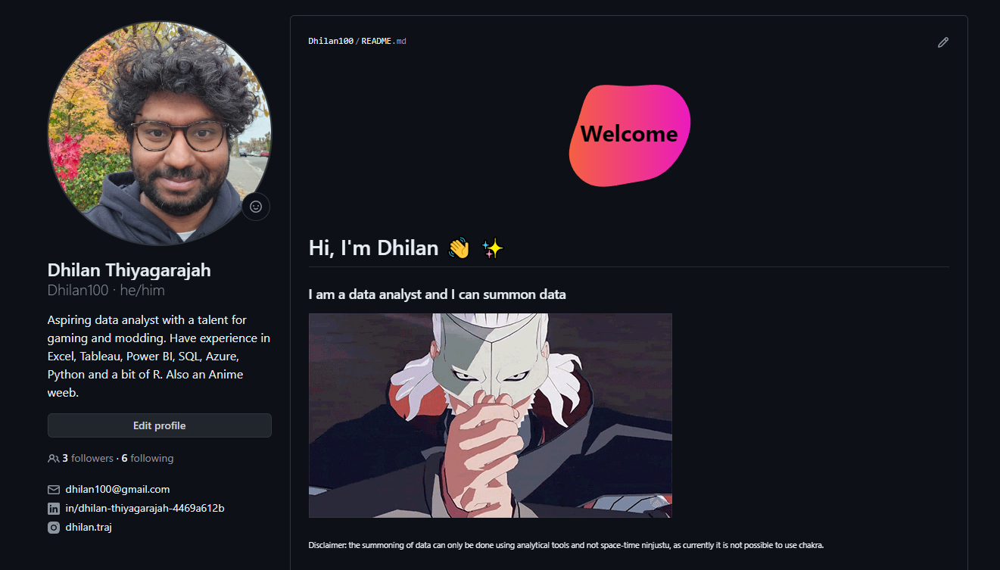 Dhilan100/README.md
Welcome
Hi, I'm Dhilan 👋 ✨
I am a data analyst and I can summon data
Disclaimer: the summoning of data can only be done using analytical tools and not space-time ninjustu, as currently it is not possible to use chakra.
Dhilan Thiyagarajah
Dhilan100 · he/him
Aspiring data analyst with a talent for
gaming and modding. Have experience in
Excel, Tableau, Power BI, SQL, Azure,
Python and a bit of R. Also an Anime
weeb.
Edit profile
3 followers · 6 following
dhilan100@gmail.com
in/dhilan-thiyagarajah-4469a612b
dhilan.traj